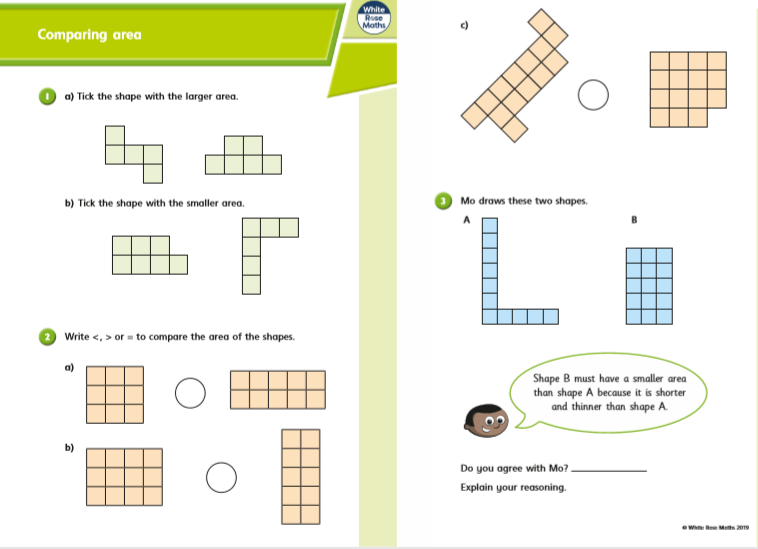 Comparing area
White
Rose
Maths
1 a) Tick the shape with the larger area.
b) Tick the shape with the smaller area.
2 Write <, > or = to compare the area of the shapes.
a)
b)
c)
3 Mo draws these two shapes.
A B
Shape B must have a smaller area
than shape A because it is shorter
and thinner than shape A.
Do you agree with Mo? __________
Explain your reasoning.
© White Rose Maths 2019